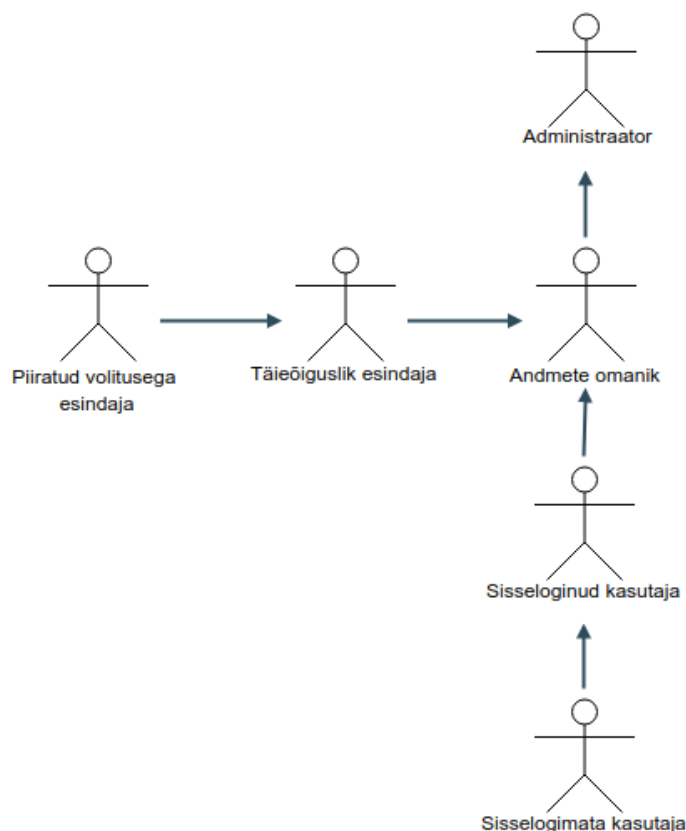 Administraator
Piiratud volitusega
esindaja
Täieõiguslik esindaja
Andmete omanik
Sisseloginud kasutaja
Sisselogimata kasutaja